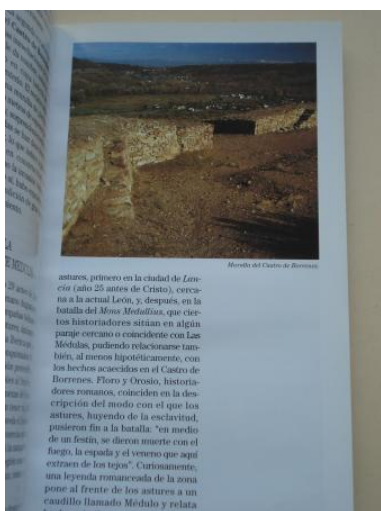 Muralla del Castro de Borrenes.
astures, primero en la ciudad de Lan-
cia (año 25 antes de Cristo), cerca-
na a la actual León, y, después, en la
batalla del Mons Medullius, que cier-
tos historiadores sitúan en algún
paraje cercano o coincidente con Las
Médulas, pudiendo relacionarse tam-
bién, al menos hipotéticamente, con
los hechos acaecidos en el Castro de
Borrenes. Floro y Orosio, historia-
dores romanos, coinciden en la des-
cripción del modo con el que los
astures, huyendo de la esclavitud,
pusieron fin a la batalla: "en medio
de un festín, se dieron muerte con el
fuego, la espada y el veneno que aquí
extraen de los tejos". Curiosamente,
una leyenda romanceada de la zona
pone al frente de los astures a un
caudillo llamado Médulo y relata